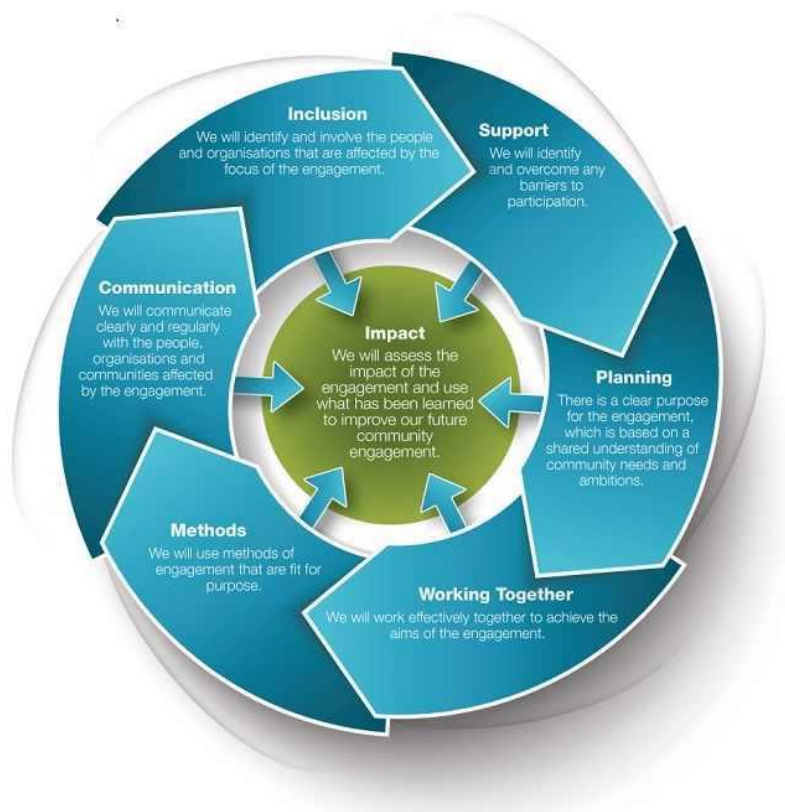 Inclusion
We will identify and involve the people
and organisations that are affected by the
focus of the engagement.
Support
We will identify
and overcome any
barriers to
participation.
Planning
There is a clear purpose
for the engagement,
which is based on a
shared understanding of
community needs and
ambitions.
Working Together
We will work effectively together to achieve the
aims of the engagement.
Methods
We will use methods of
engagement that are fit for
purpose.
Communication
We will communicate
clearly and regularly
with the people,
organisations and
communities affected
by the engagement.
Impact
We will assess the
impact of the
engagement and use
what has been learned
to improve our future
community
engagement.